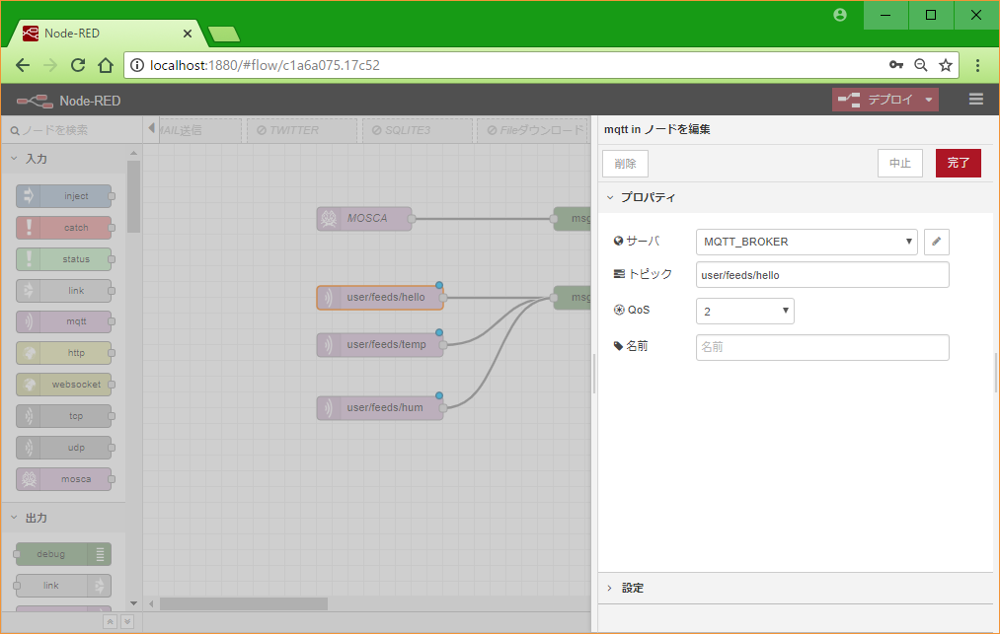 Node-RED
localhost:1880/#flow/c1a6a075.17c52
Node-RED
デプロイ
ノードを検索
AIL送信
TWITTER
SQLITE3
Fileダウンロード
mqtt in ノードを編集
削除
中止
完了
入力
プロパティ
inject
catch
status
link
mqtt
http
websocket
tcp
udp
mosca
出力
debug
link
MOSCA
msg
user/feeds/hello
msg
user/feeds/temp
user/feeds/hum
サーバ
MQTT_BROKER
トピック
user/feeds/hello
QoS
2
名前
名前
設定